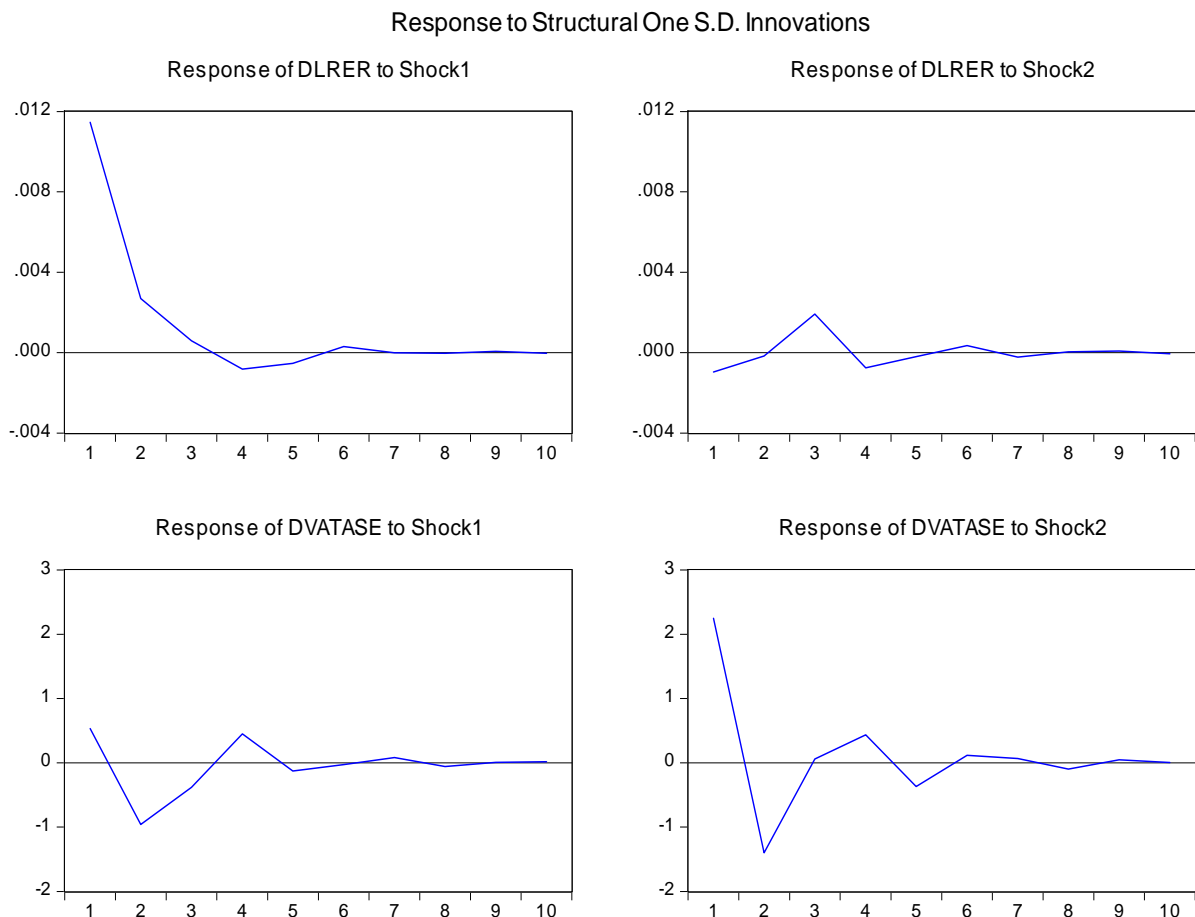 Response to Structural One S.D. Innovations
Response of DLRER to Shock1
.012
.008
.004
.000
-.004
1 2 3 4 5 6 7 8 9 10
Response of DLRER to Shock2
.012
.008
.004
.000
-.004
1 2 3 4 5 6 7 8 9 10
Response of DVATASE to Shock1
3
2
1
0
-1
-2
1 2 3 4 5 6 7 8 9 10
Response of DVATASE to Shock2
3
2
1
0
-1
-2
1 2 3 4 5 6 7 8 9 10